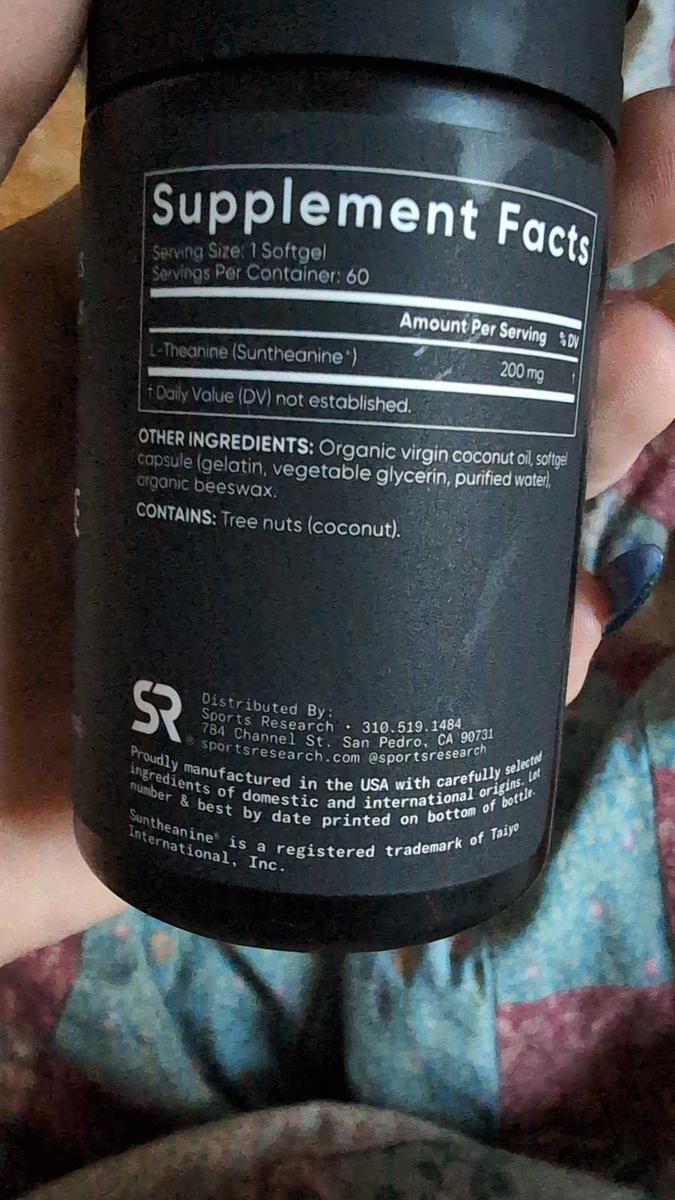 Supplement Facts
Serving Size: 1 Softgel
Servings Per Container: 60
Amount Per Serving % DV
L-Theanine (Suntheanine®) 200 mg †
† Daily Value (DV) not established.
OTHER INGREDIENTS: Organic virgin coconut oil, softgel
capsule (gelatin, vegetable glycerin, purified water),
organic beeswax.
CONTAINS: Tree nuts (coconut).
SR®
Distributed By:
Sports Research · 310.519.1484
784 Channel St. San Pedro, CA 90731
sportsresearch.com @sportsresearch
Proudly manufactured in the USA with carefully selected
ingredients of domestic and international origins. Lot
number & best by date printed on bottom of bottle.
Suntheanine® is a registered trademark of Taiyo
International, Inc.